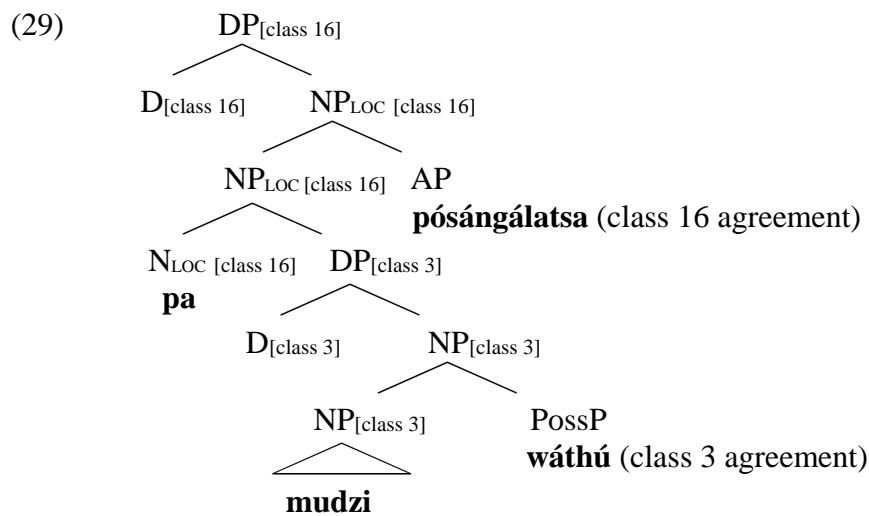 (29) DP[class 16]
D[class 16] NPLOC [class 16]
NPLOC [class 16] AP
pósángálatsa (class 16 agreement)
NLOC [class 16] DP[class 3]
pa
D[class 3] NP[class 3]
NP[class 3] PossP
wáthú (class 3 agreement)
mudzi